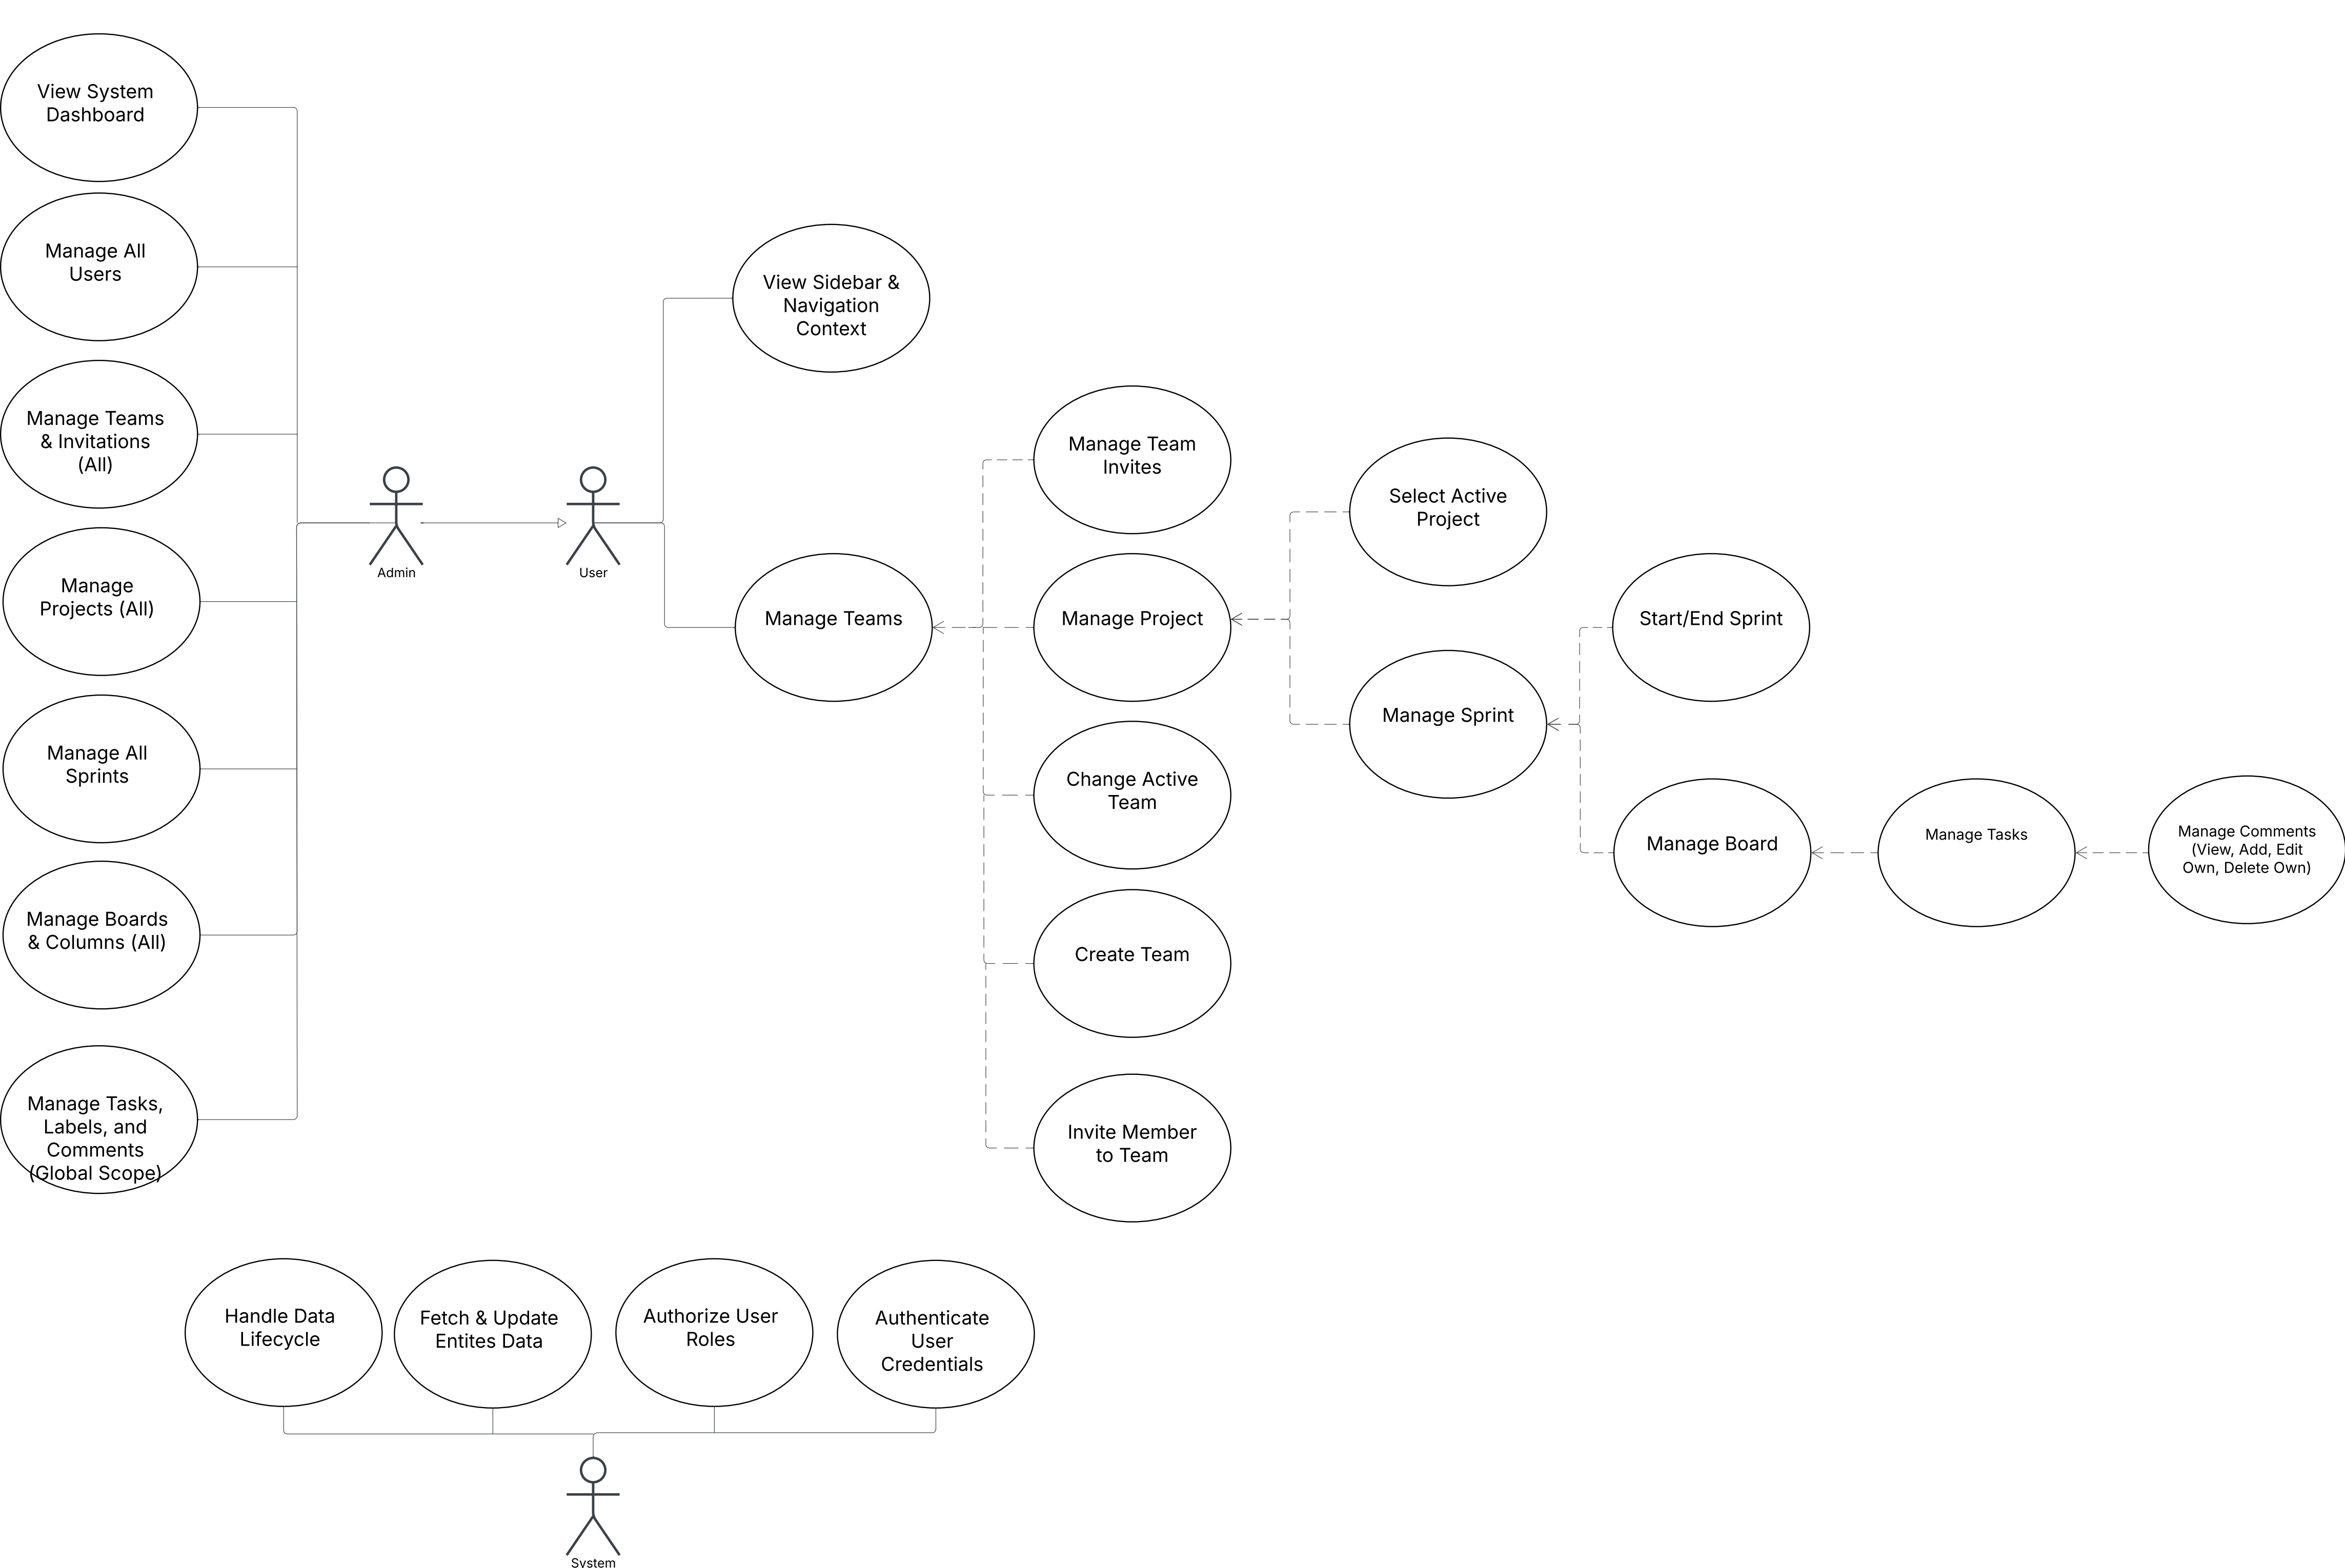 View System
Dashboard
Manage All
Users
View Sidebar &
Navigation
Context
Manage Teams
& Invitations
(All)
Manage Team
Invites
Select Active
Project
Admin
User
Manage
Projects (All)
Manage Teams
Manage Project
Start/End Sprint
Manage All
Sprints
Change Active
Team
Manage Sprint
Manage Board
Manage Tasks
Manage Comments
(View, Add, Edit
Own, Delete Own)
Manage Boards
& Columns (All)
Create Team
Manage Tasks,
Labels, and
Comments
(Global Scope)
Invite Member
to Team
Handle Data
Lifecycle
Fetch & Update
Entites Data
Authorize User
Roles
Authenticate
User
Credentials
System